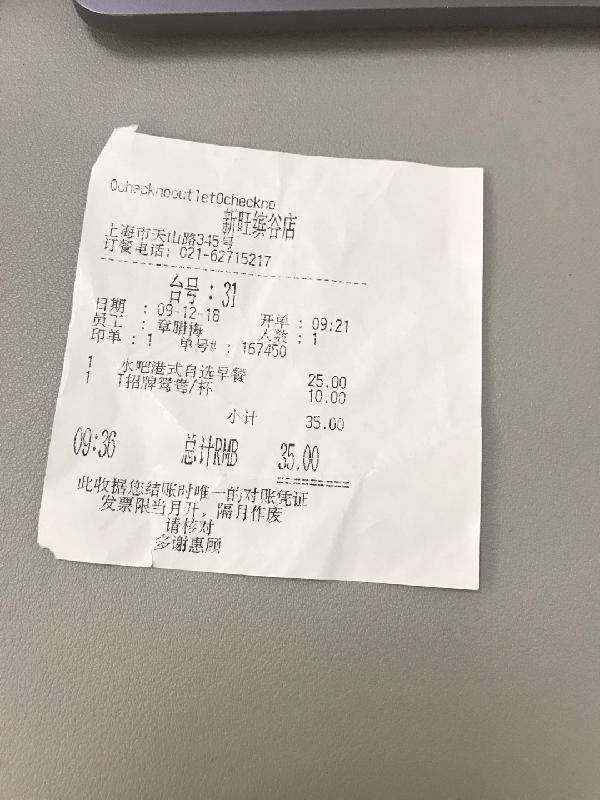 0checknooutlet0checkno
新旺缤谷店
上海市天山路345号
订餐电话: 021-62715217
台号: 31
日期 : 09-12-18 开单 : 09:21
员工 : 章腊梅 人数 : 1
印单 : 1 单号# : 167450
1 水吧港式自选早餐 25.00
1 T招牌鸳鸯/杯 10.00
小计 35.00
09:36 总计RMB 35.00
=========
此收据您结账时唯一的对账凭证
发票限当月开, 隔月作废
请核对
多谢惠顾